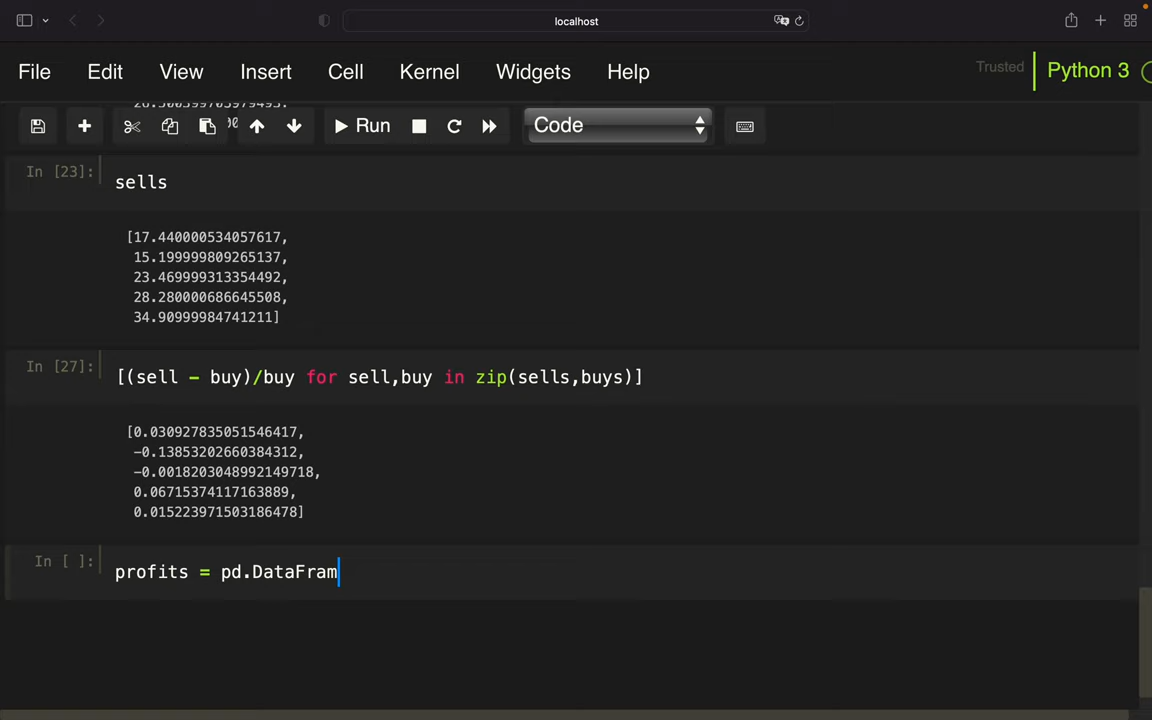 localhost
File Edit View Insert Cell Kernel Widgets Help Trusted Python 3
Run Code
In [23]: sells
[17.440000534057617,
15.199999809265137,
23.469999313354492,
28.280000686645508,
34.90999984741211]
In [27]: [(sell - buy)/buy for sell,buy in zip(sells,buys)]
[0.030927835051546417,
-0.13853202660384312,
-0.0018203048992149718,
0.06715374117163889,
0.015223971503186478]
In [ ]: profits = pd.DataFram